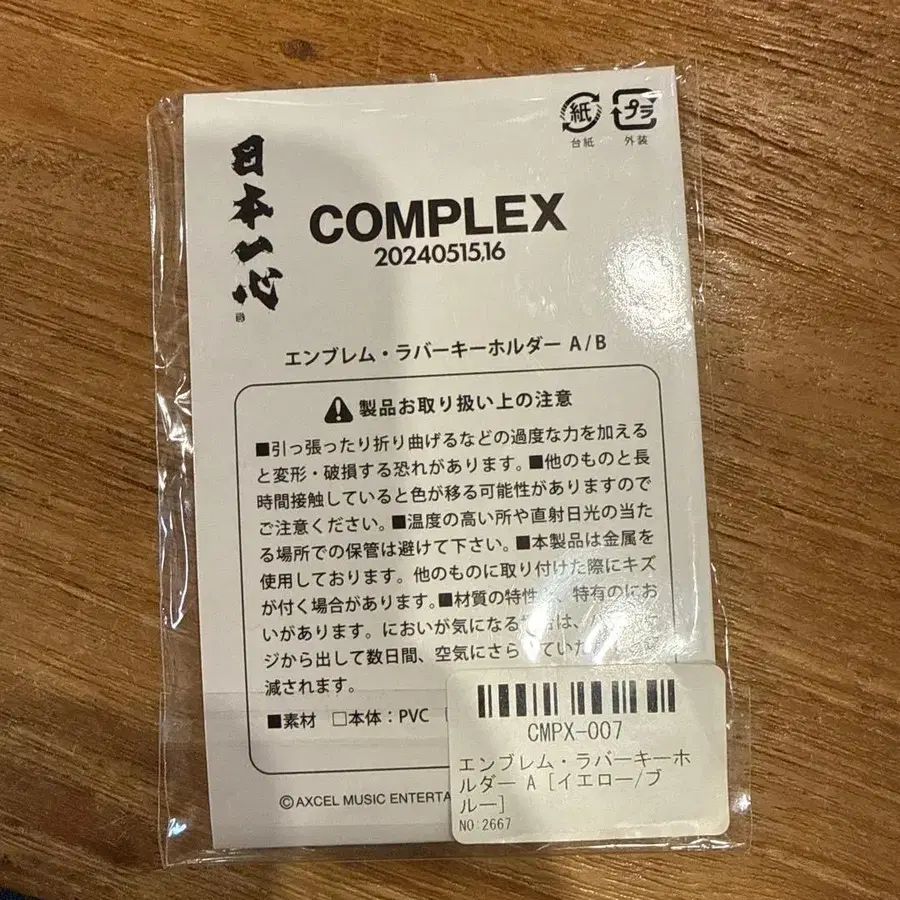 紙
プラ
台紙
外装
日本一心
COMPLEX
20240515,16
エンブレム・ラバーキーホルダー A/B
製品お取り扱い上の注意
■引っ張ったり折り曲げるなどの過度な力を加える
と変形・破損する恐れがあります。■他のものと長
時間接触していると色が移る可能性がありますので
ご注意ください。■温度の高い所や直射日光の当た
る場所での保管は避けて下さい。■本製品は金属を
使用しております。他のものに取り付けた際にキズ
が付く場合があります。■材質の特性 特有のにお
いがあります。においが気になる は、
ジから出して数日間、空気にさら ていた
減されます。
■素材 □本体：PVC
©AXCEL MUSIC ENTERTA
CMPX-007
エンブレム・ラバーキーホ
ルダー A [イエロー/ブ
ルー]
NO:2667